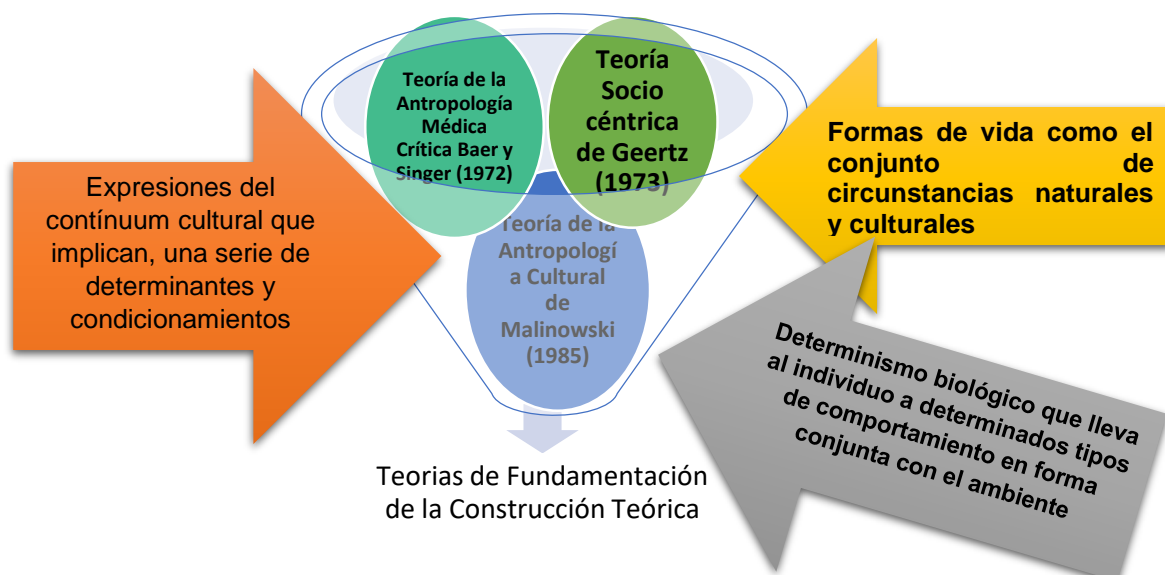 Teoría de la
Antropología
Médica
Crítica Baer y
Singer (1972)
Teoría
Socio
céntrica
de Geertz
(1973)
Teoría de la
Antropologí
a Cultural
de
Malinowski
(1985)
Expresiones del
contínuum cultural que
implican, una serie de
determinantes y
condicionamientos
Formas de vida como el
conjunto de
circunstancias naturales
y culturales
Determinismo biológico que lleva
al individuo a determinados tipos
de comportamiento en forma
conjunta con el ambiente
Teorias de Fundamentación
de la Construcción Teórica